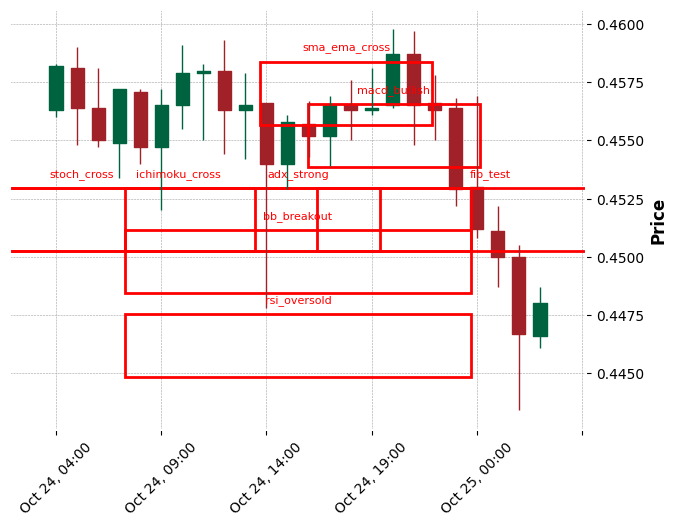 sma_ema_cross
macd_bullish
stoch_cross
ichimoku_cross
adx_strong
fib_test
bb_breakout
rsi_oversold
0.4600
0.4575
0.4550
0.4525
0.4500
0.4475
0.4450
Price
Oct 24, 04:00
Oct 24, 09:00
Oct 24, 14:00
Oct 24, 19:00
Oct 25, 00:00